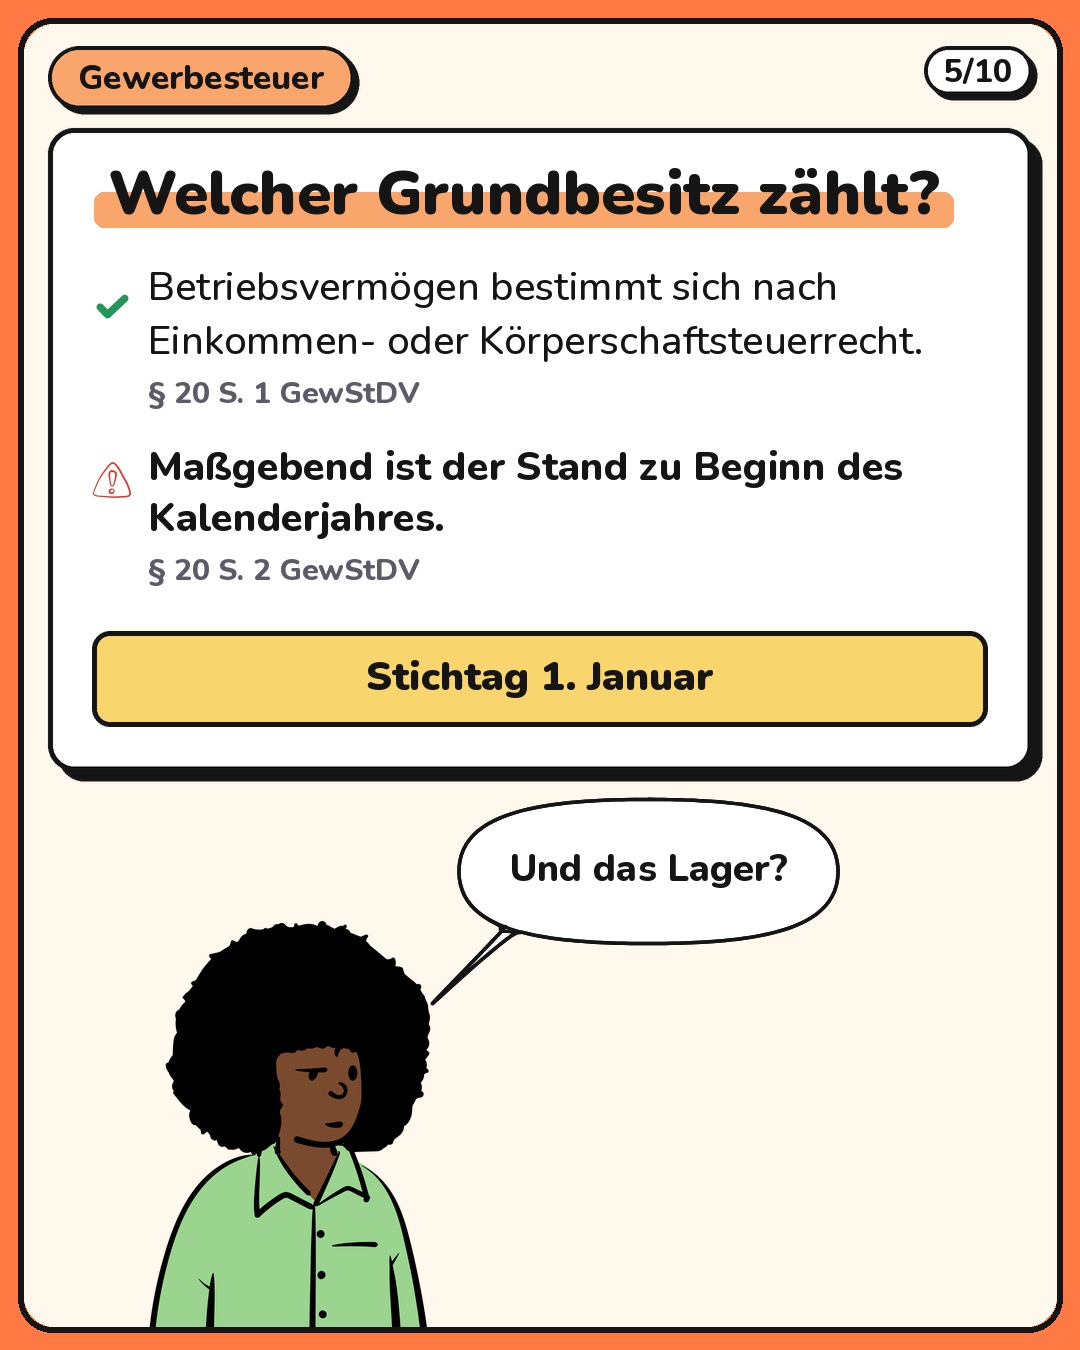 Gewerbesteuer
5/10
Welcher Grundbesitz zählt?
Betriebsvermögen bestimmt sich nach
Einkommen- oder Körperschaftsteuerrecht.
§ 20 S. 1 GewStDV
Maßgebend ist der Stand zu Beginn des
Kalenderjahres.
§ 20 S. 2 GewStDV
Stichtag 1. Januar
Und das Lager?